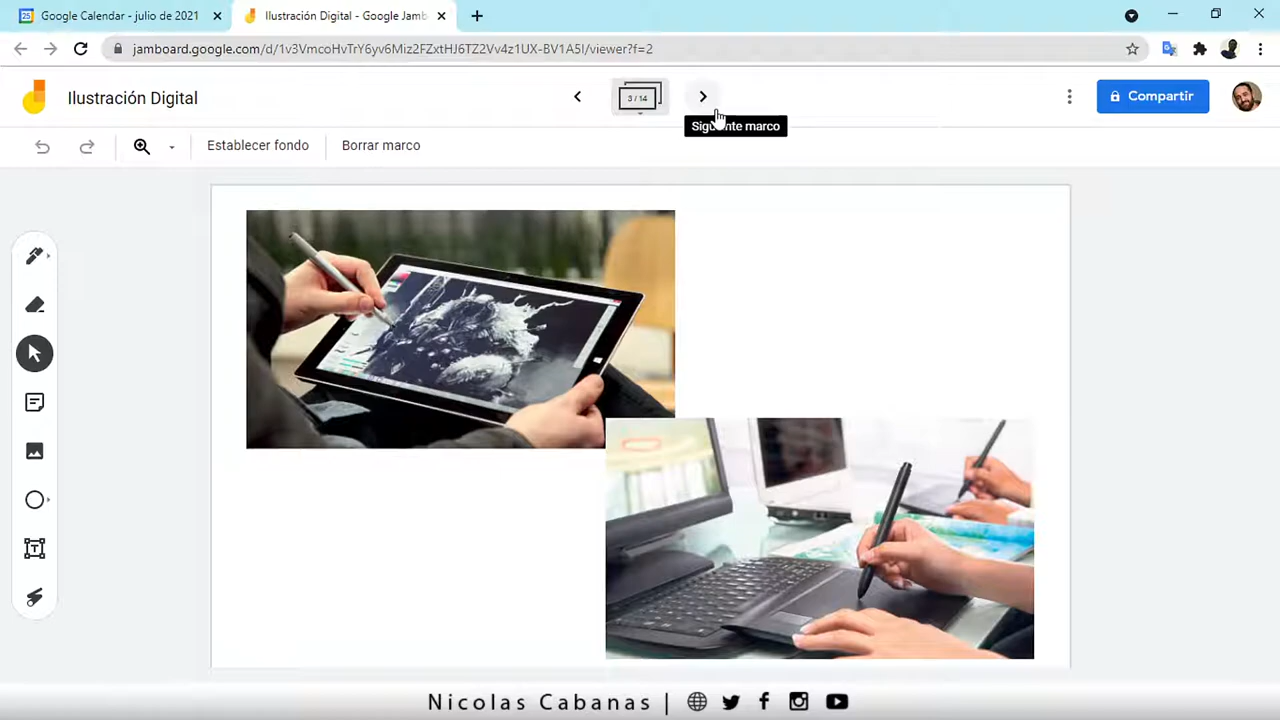 Google Calendar - julio de 2021
Ilustración Digital - Google Jamb
jamboard.google.com/d/1v3VmcoHvTrY6yv6Miz2FZxtHJ6TZ2Vv4z1UX-BV1A5I/viewer?f=2
Ilustración Digital
3 / 14
Compartir
Siguiente marco
Establecer fondo
Borrar marco
Nicolas Cabanas |